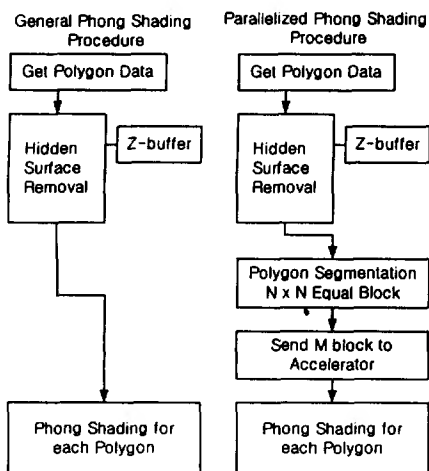 General Phong Shading
Procedure
Get Polygon Data
Hidden
Surface
Removal
Z-buffer
Phong Shading for
each Polygon
Parallelized Phong Shading
Procedure
Get Polygon Data
Hidden
Surface
Removal
Z-buffer
Polygon Segmentation
N x N Equal Block
Send M block to
Accelerator
Phong Shading for
each Polygon